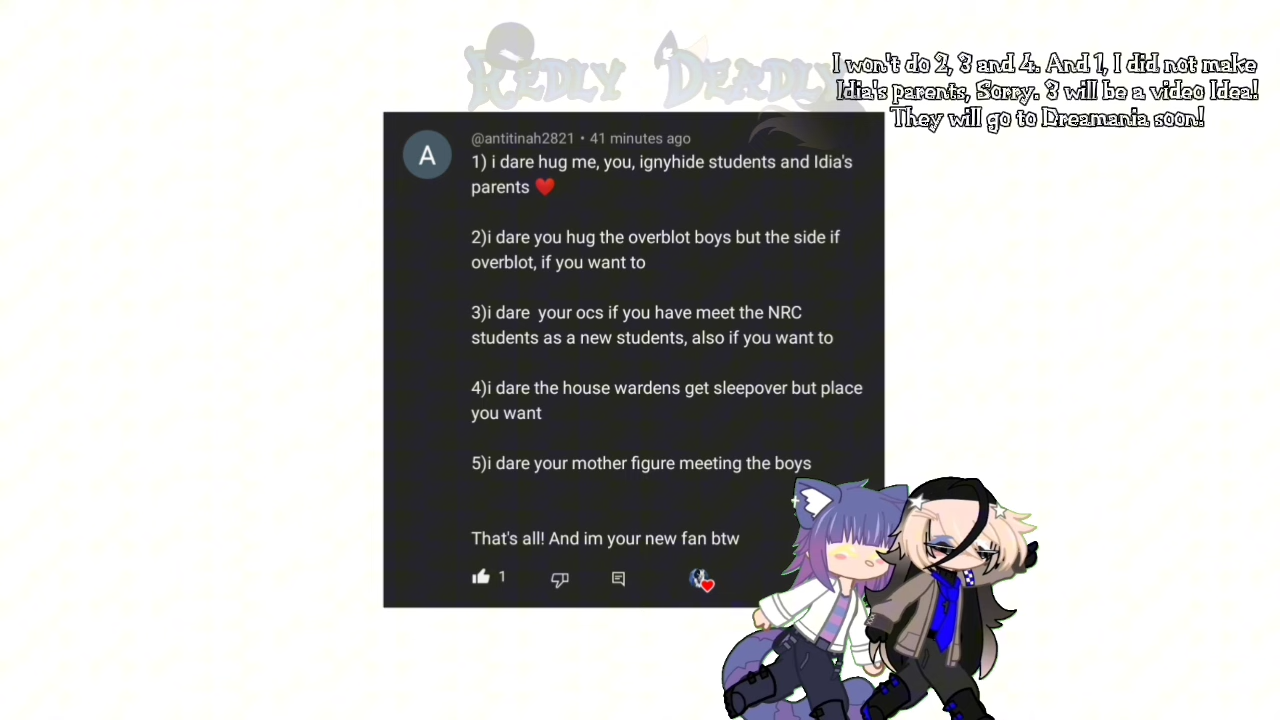 REDLY DEADLY
I won't do 2, 3 and 4. And 1, I did not make
Idia's parents, Sorry. 3 will be a video Idea!
They will go to Dreamania soon!
A
@antitinah2821 • 41 minutes ago
1) i dare hug me, you, ignyhide students and Idia's
parents ❤️
2)i dare you hug the overblot boys but the side if
overblot, if you want to
3)i dare your ocs if you have meet the NRC
students as a new students, also if you want to
4)i dare the house wardens get sleepover but place
you want
5)i dare your mother figure meeting the boys
That's all! And im your new fan btw
1